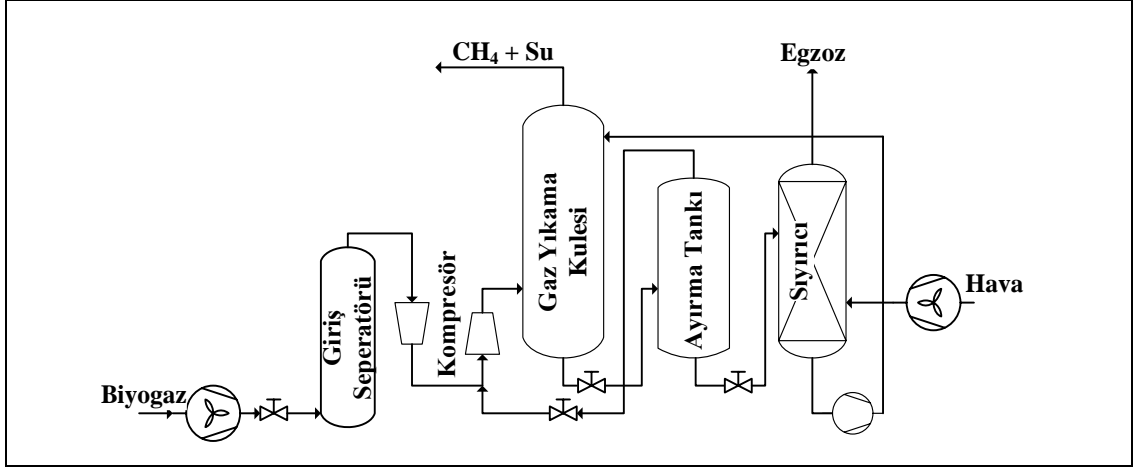 CH₄ + Su
Egzoz
Gaz Yıkama
Kulesi
Ayırma Tankı
Sıyırıcı
Giriş
Seperatörü
Kompresör
Hava
Biyogaz